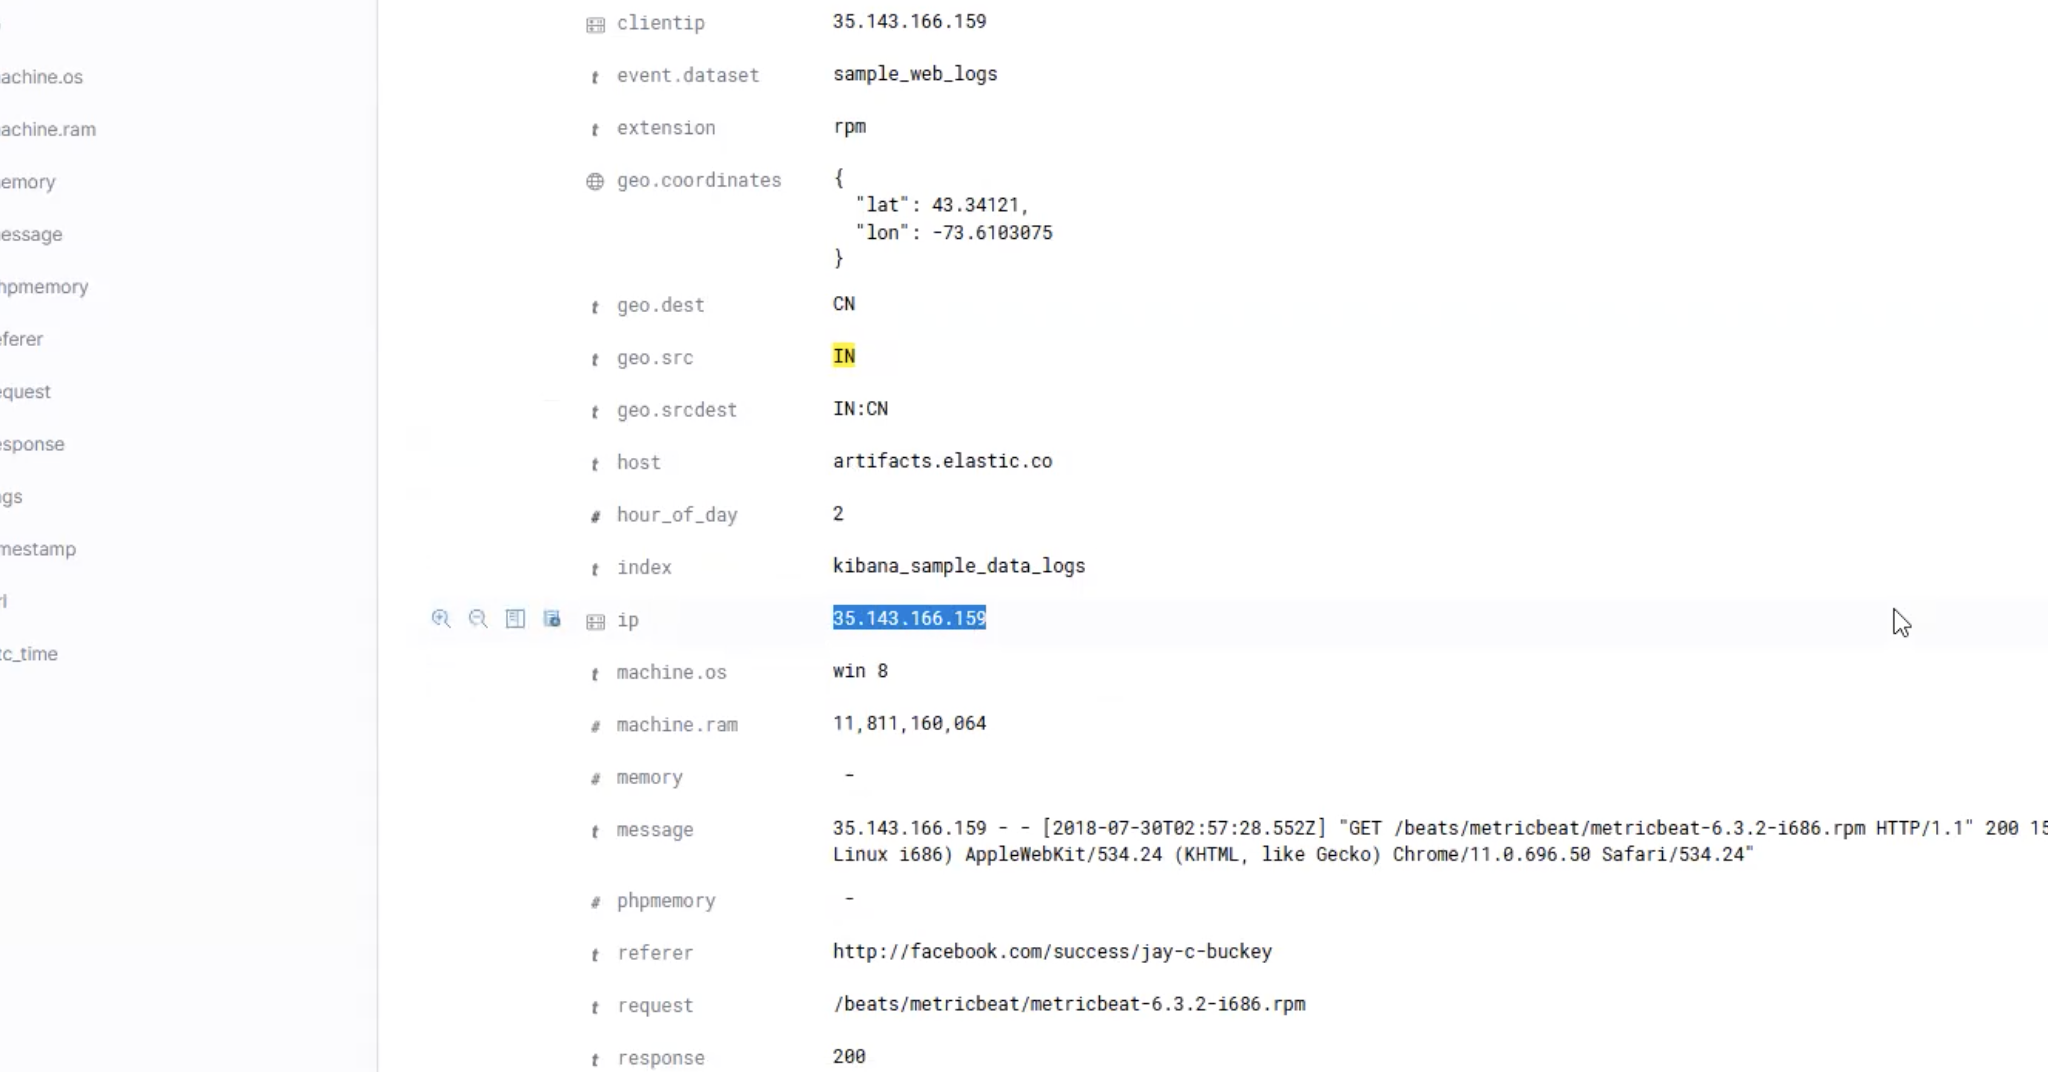 clientip 35.143.166.159
achine.os
event.dataset sample_web_logs
achine.ram
extension rpm
geo.coordinates {
emory
"lat": 43.34121,
essage
"lon": -73.6103075
}
hpmemory
geo.dest CN
eferer
geo.src IN
equest
geo.srcdest IN:CN
esponse
host artifacts.elastic.co
gs
# hour_of_day 2
mestamp
t index kibana_sample_data_logs
rl
ip 35.143.166.159
tc_time
t machine.os win 8
# machine.ram 11,811,160,064
# memory -
t message 35.143.166.159 - - [2018-07-30T02:57:28.552Z] "GET /beats/metricbeat/metricbeat-6.3.2-i686.rpm HTTP/1.1" 200 15
Linux i686) AppleWebKit/534.24 (KHTML, like Gecko) Chrome/11.0.696.50 Safari/534.24"
# phpmemory -
t referer http://facebook.com/success/jay-c-buckey
t request /beats/metricbeat/metricbeat-6.3.2-i686.rpm
t response 200